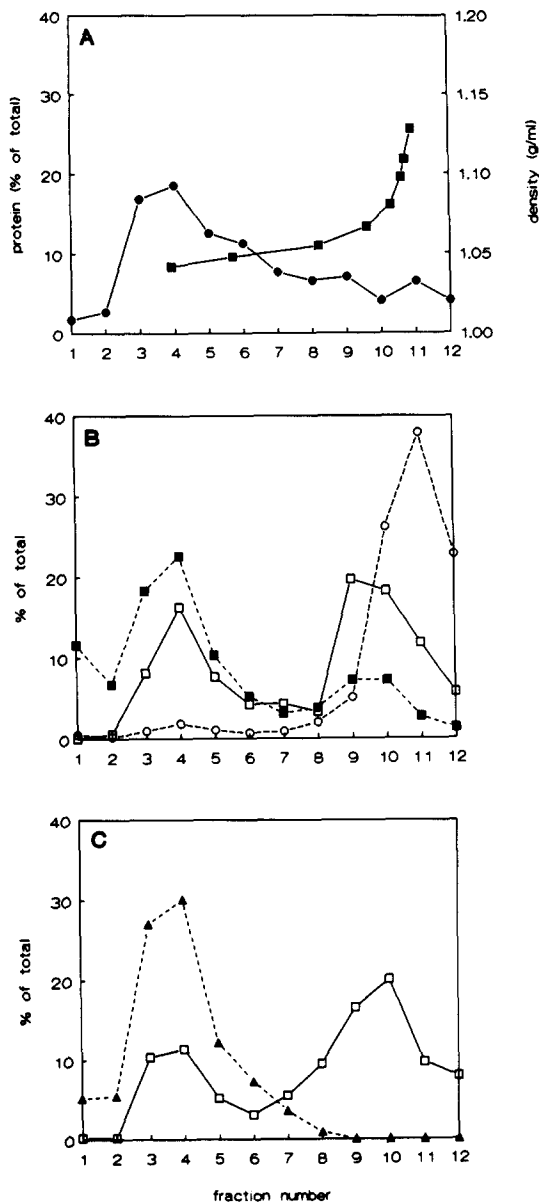 A
40
30
20
10
0
protein (% of total)
1.20
1.15
1.10
1.05
1.00
density (g/ml)
1 2 3 4 5 6 7 8 9 10 11 12
B
40
30
20
10
0
% of total
1 2 3 4 5 6 7 8 9 10 11 12
C
40
30
20
10
0
% of total
1 2 3 4 5 6 7 8 9 10 11 12
fraction number